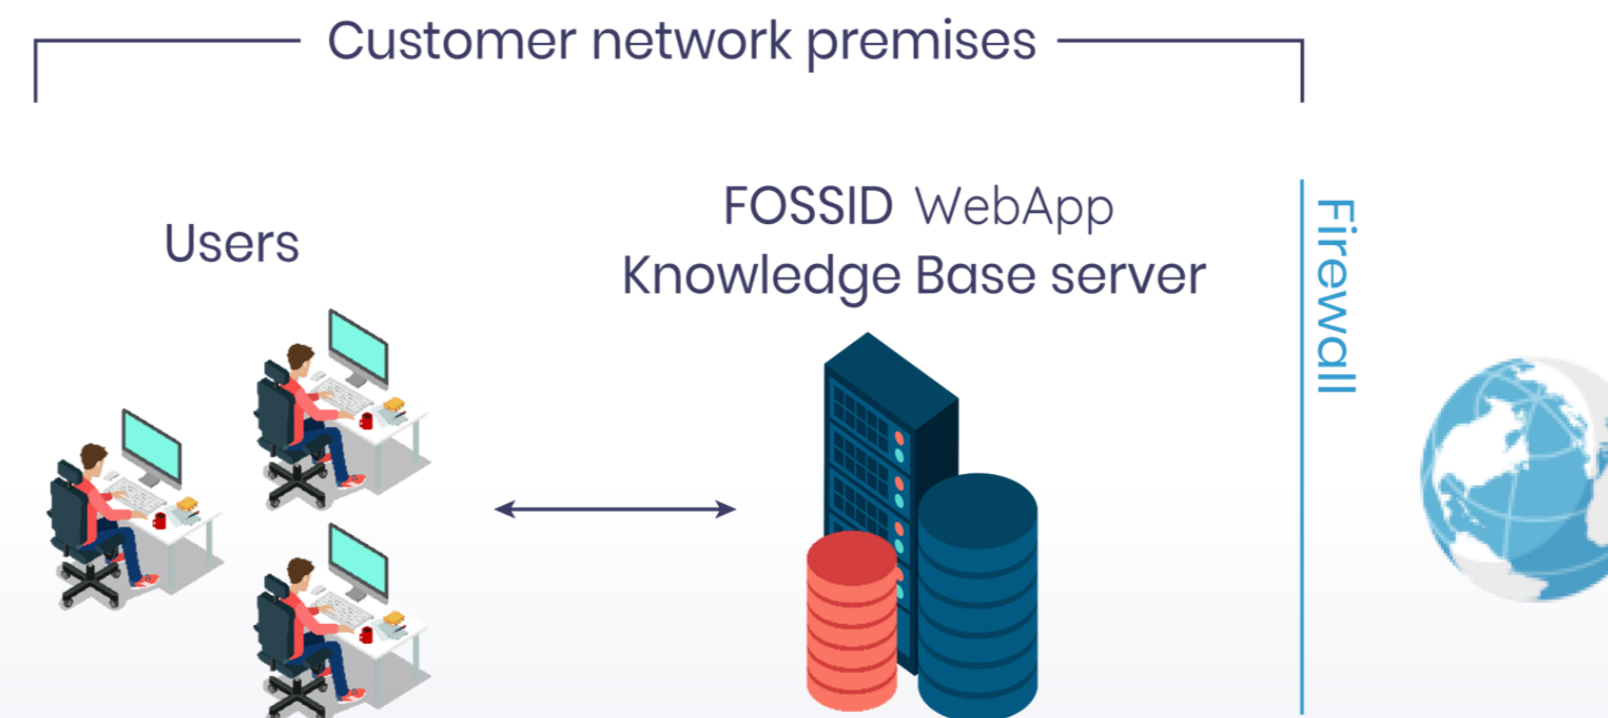 Customer network premises
Users
FOSSID WebApp
Knowledge Base server
Firewall